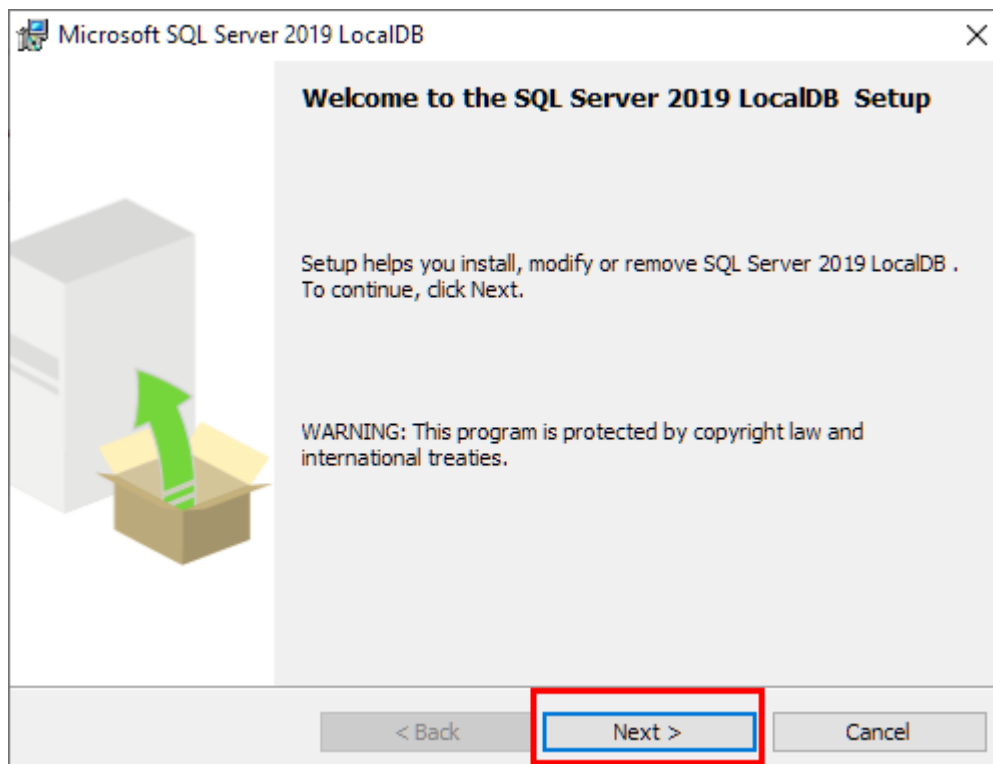 Microsoft SQL Server 2019 LocalDB
Welcome to the SQL Server 2019 LocalDB  Setup
Setup helps you install, modify or remove SQL Server 2019 LocalDB .
To continue, click Next.
WARNING: This program is protected by copyright law and
international treaties.
< Back
Next >
Cancel